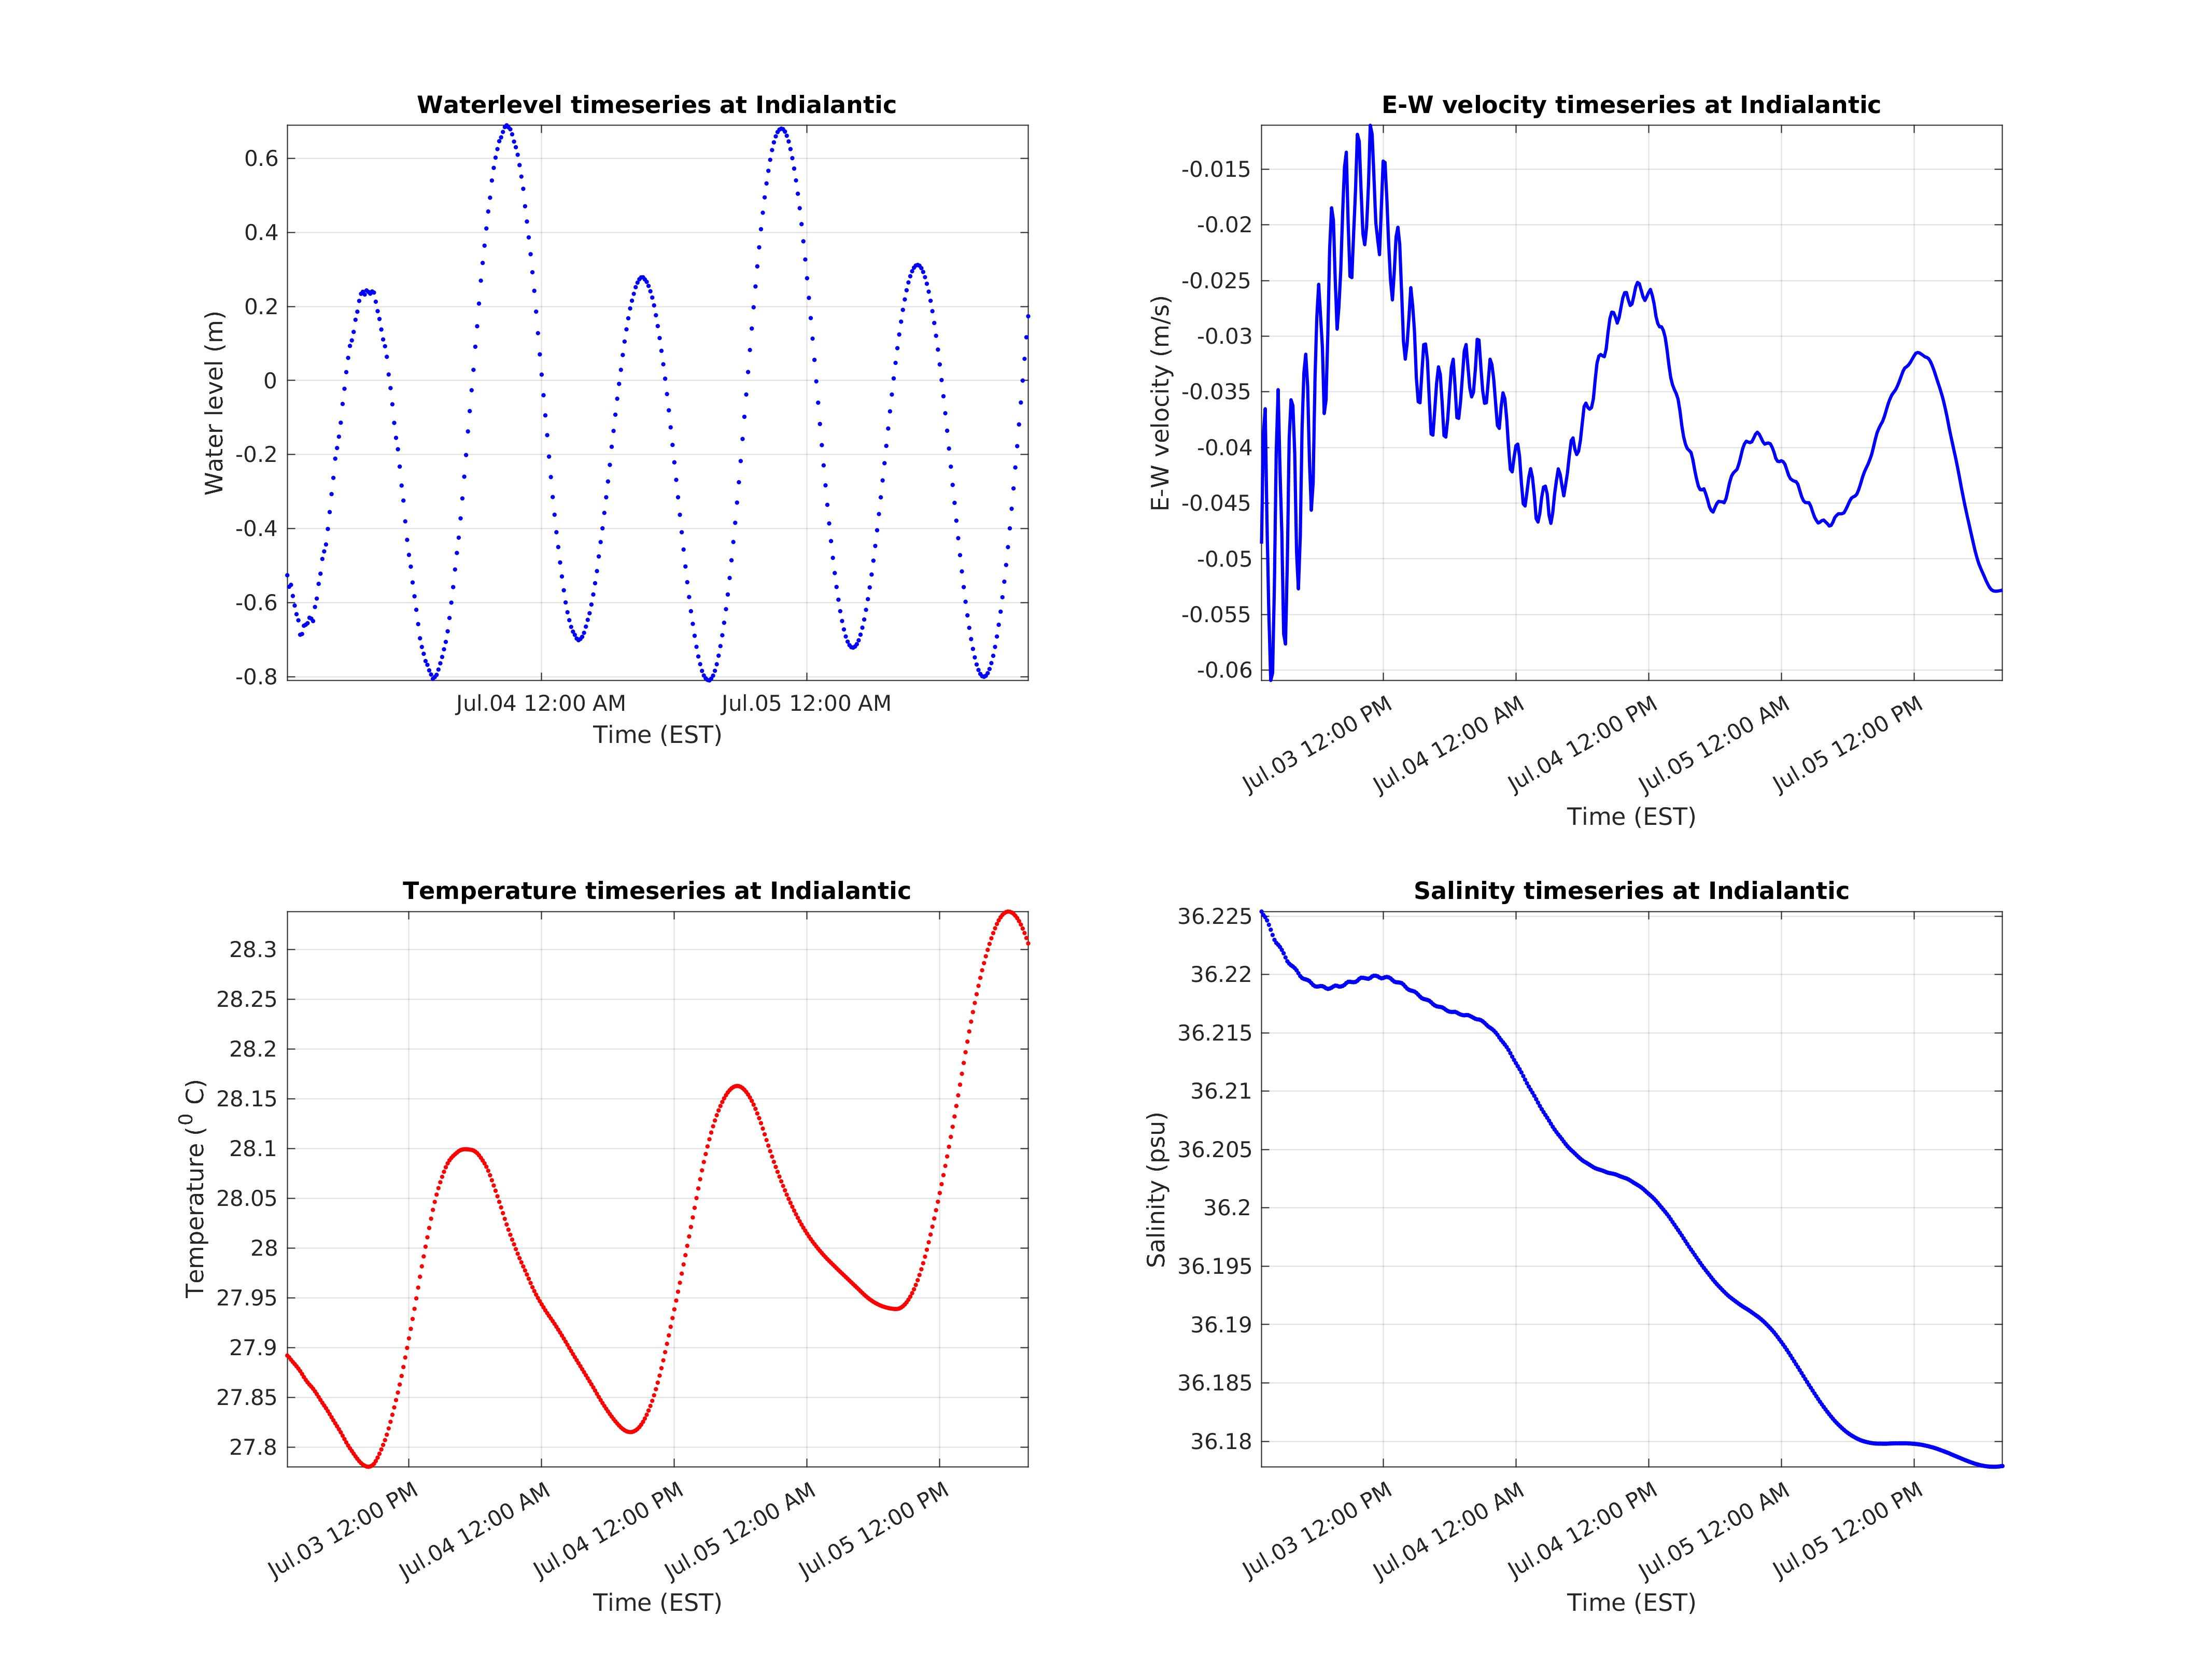 Waterlevel timeseries at Indialantic
0.6
0.4
0.2
0
-0.2
-0.4
-0.6
-0.8
Water level (m)
Jul.04 12:00 AM
Jul.05 12:00 AM
Time (EST)
E-W velocity timeseries at Indialantic
-0.015
-0.02
-0.025
-0.03
-0.035
-0.04
-0.045
-0.05
-0.055
-0.06
E-W velocity (m/s)
Jul.03 12:00 PM
Jul.04 12:00 AM
Jul.04 12:00 PM
Jul.05 12:00 AM
Jul.05 12:00 PM
Time (EST)
Temperature timeseries at Indialantic
28.3
28.25
28.2
28.15
28.1
28.05
28
27.95
27.9
27.85
27.8
Temperature (⁰ C)
Jul.03 12:00 PM
Jul.04 12:00 AM
Jul.04 12:00 PM
Jul.05 12:00 AM
Jul.05 12:00 PM
Time (EST)
Salinity timeseries at Indialantic
36.225
36.22
36.215
36.21
36.205
36.2
36.195
36.19
36.185
36.18
Salinity (psu)
Jul.03 12:00 PM
Jul.04 12:00 AM
Jul.04 12:00 PM
Jul.05 12:00 AM
Jul.05 12:00 PM
Time (EST)